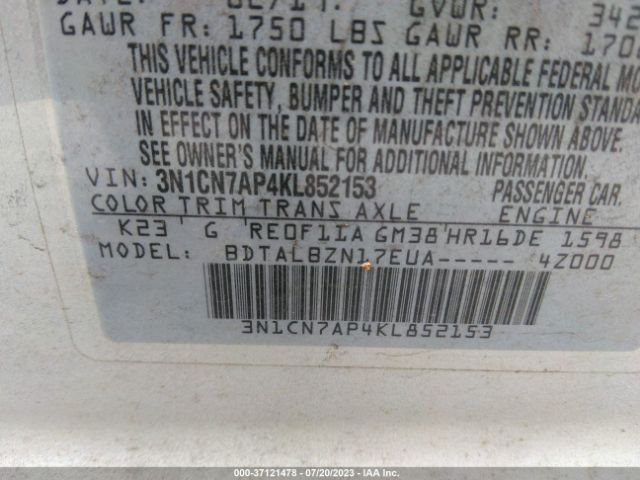 GVWR:
GAWR FR: 1750 LBS GAWR RR: 170
THIS VEHICLE CONFORMS TO ALL APPLICABLE FEDERAL
VEHICLE SAFETY, BUMPER AND THEFT PREVENTION STANDA
IN EFFECT ON THE DATE OF MANUFACTURE SHOWN ABOVE.
SEE OWNER'S MANUAL FOR ADDITIONAL INFORMATION.
VIN: 3N1CN7AP4KL852153 PASSENGER CAR.
COLOR TRIM TRANS AXLE ENGINE
K23 G RE0F11A GM38 HR16DE 1598
MODEL: BDTALBZN17EUA----- 4Z000
3N1CN7AP4KL852153
000-37121478 - 07/20/2023 - IAA Inc.